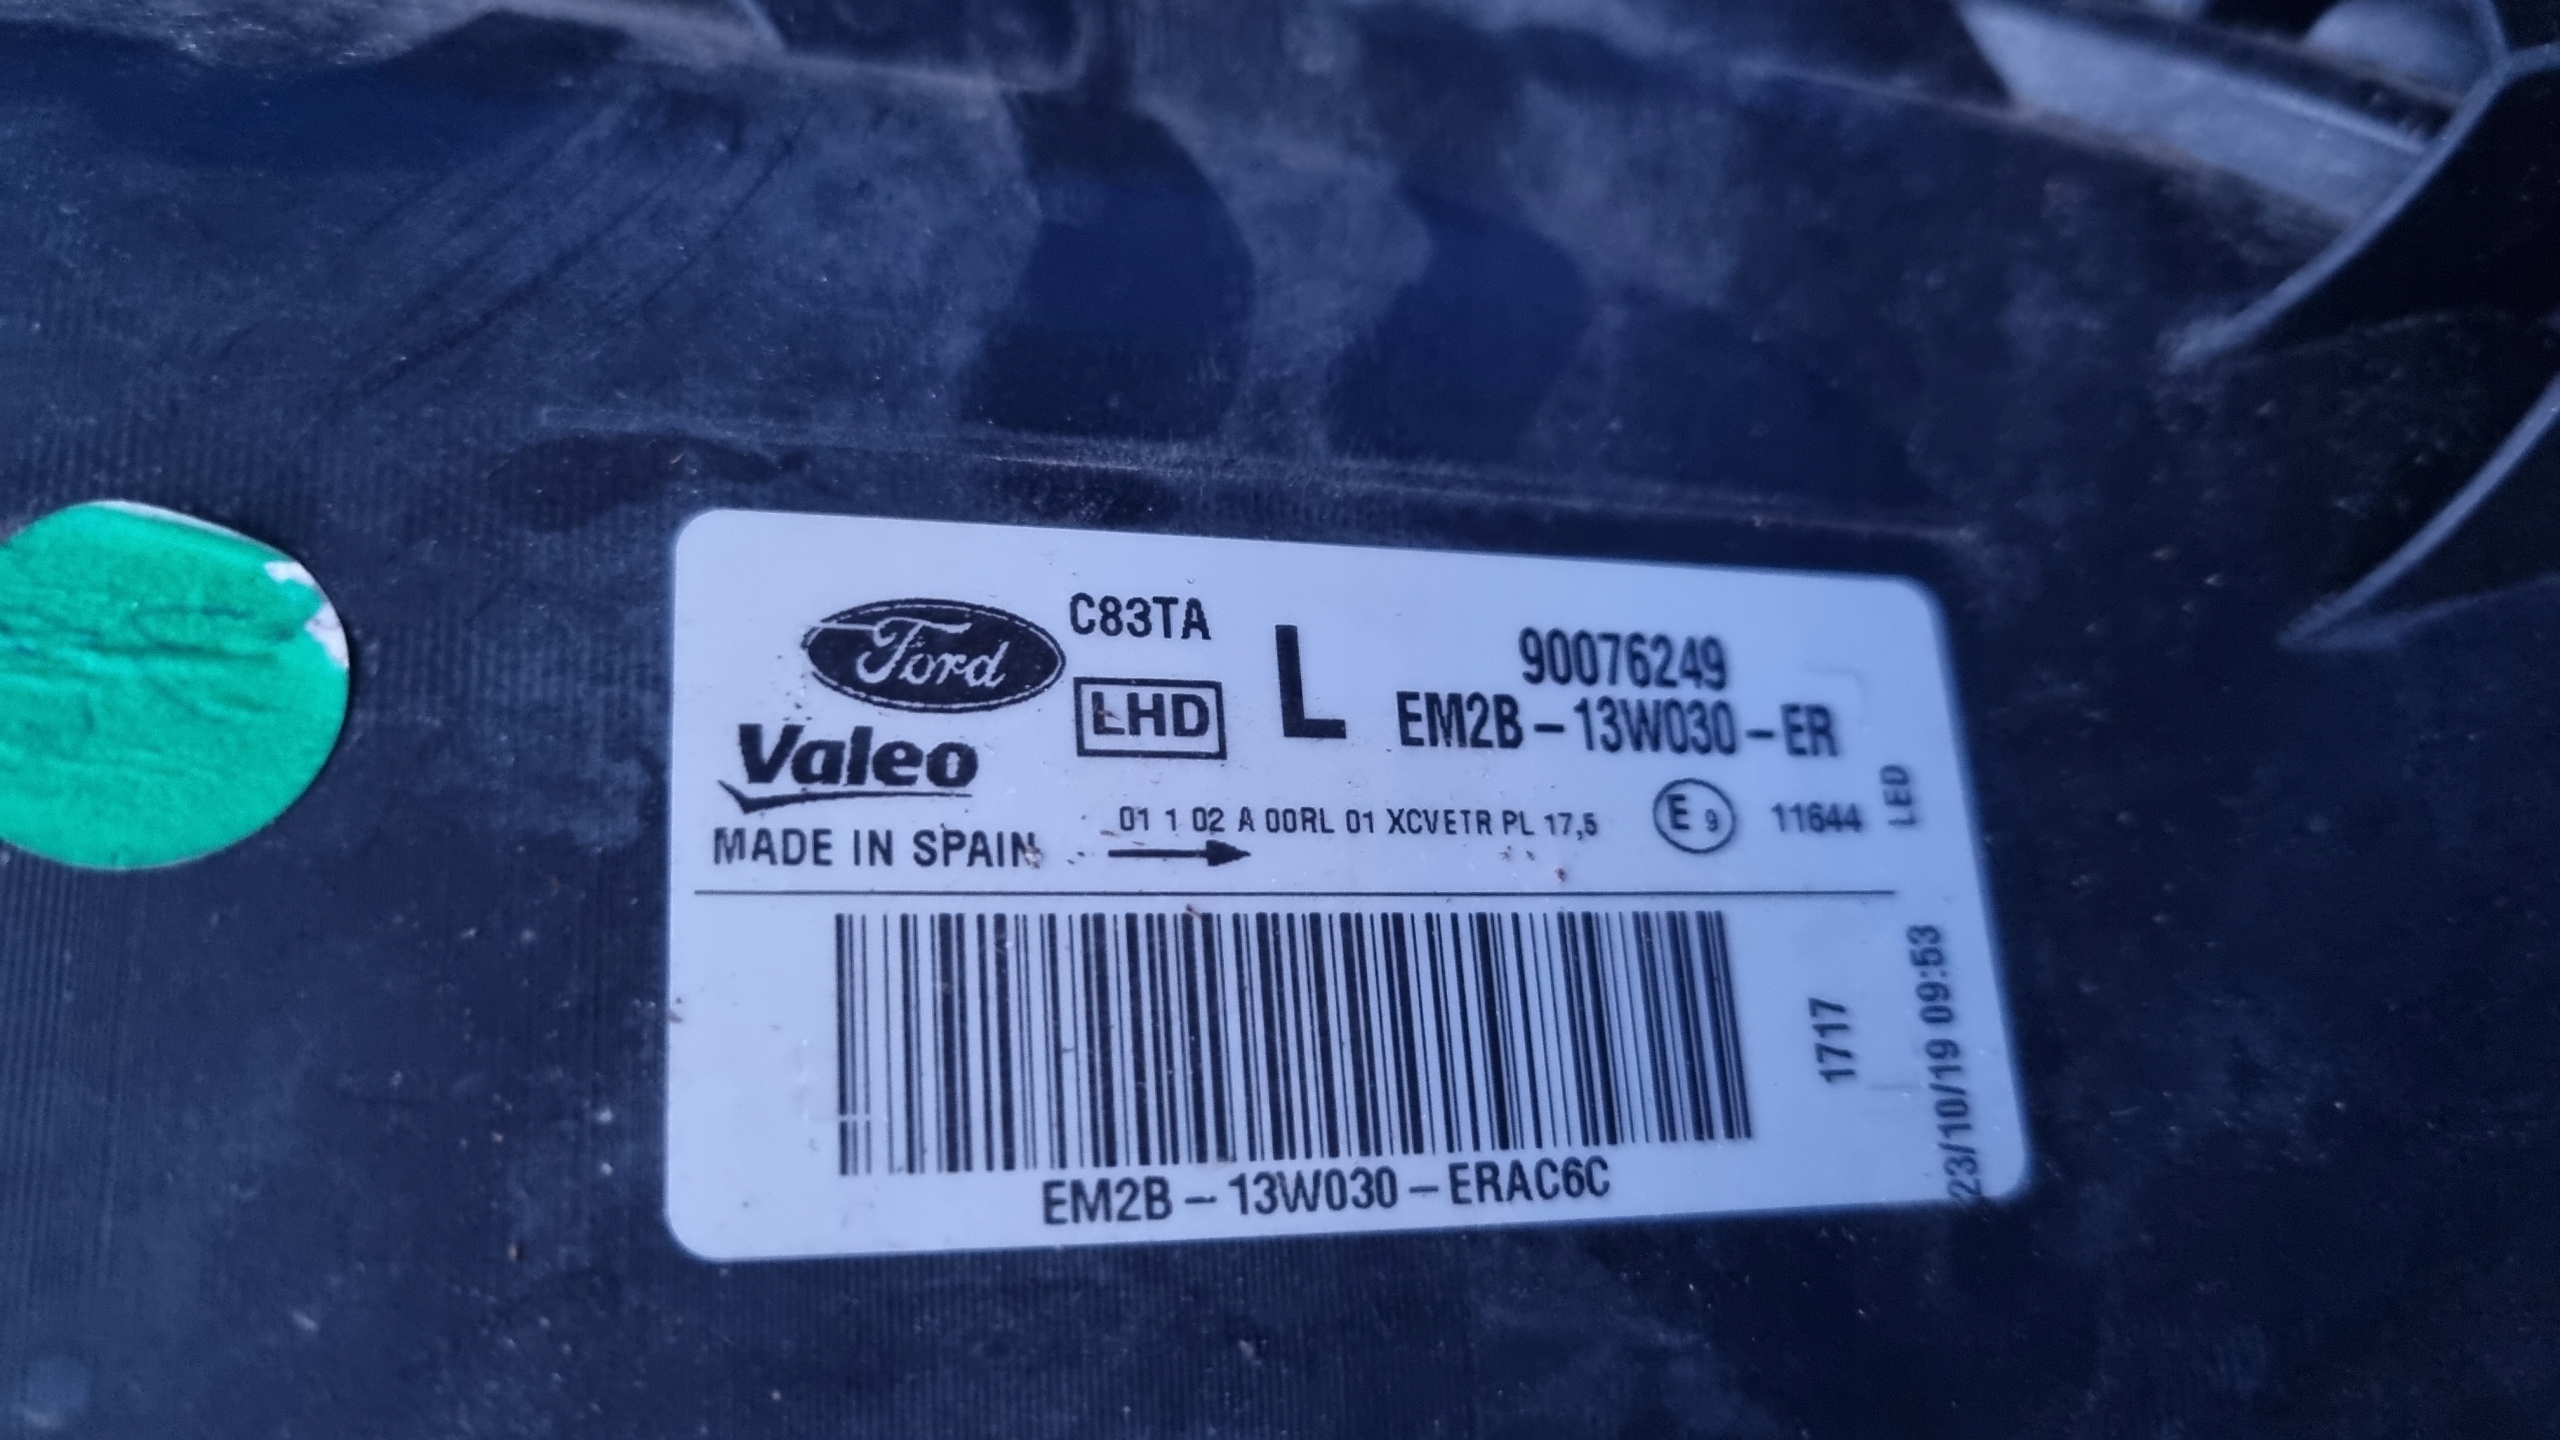 Ford
C83TA
LHD
L
90076249
EM2B-13W030-ER
Valeo
MADE IN SPAIN
01 1 02 A 00RL 01 XCVETR PL 17,5
E 9
11644
LED
1717
23/10/19 09:53
EM2B-13W030-ERAC6C